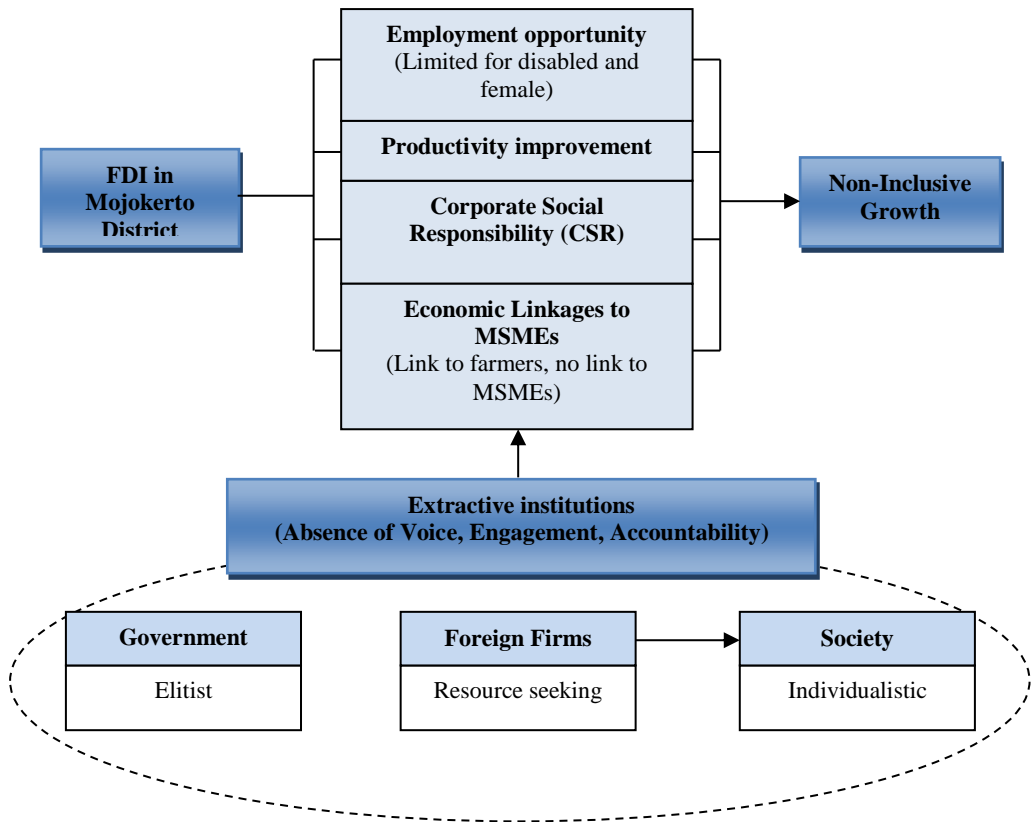 Employment opportunity
(Limited for disabled and
female)
Productivity improvement
FDI in
Mojokerto
District
Corporate Social
Responsibility (CSR)
Non-Inclusive
Growth
Economic Linkages to
MSMEs
(Link to farmers, no link to
MSMEs)
Extractive institutions
(Absence of Voice, Engagement, Accountability)
Government
Elitist
Foreign Firms
Resource seeking
Society
Individualistic